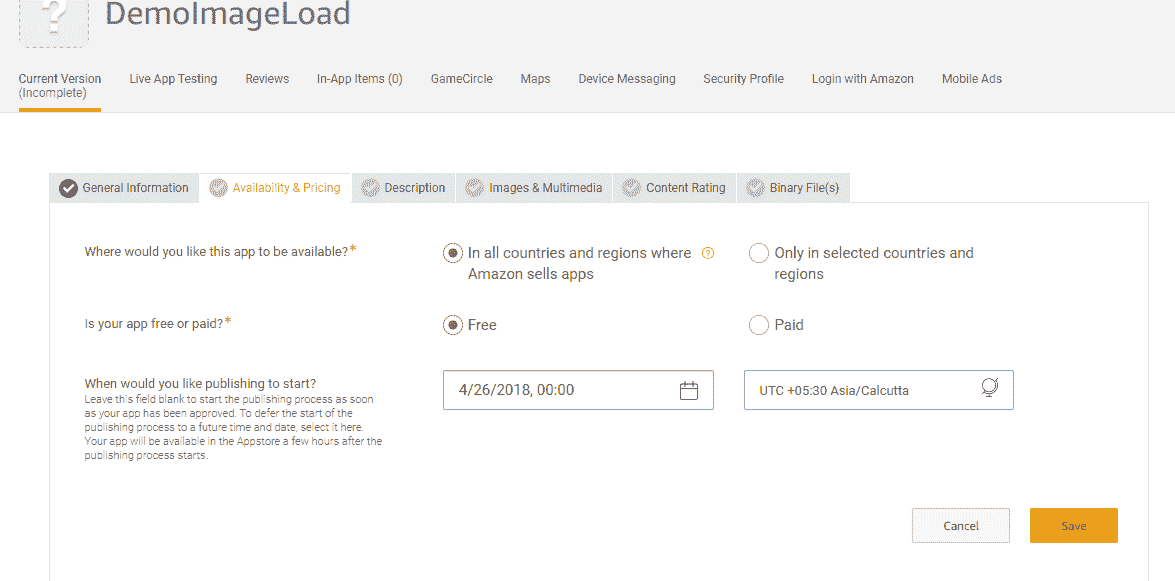 ?
DemoImageLoad
Current Version
(Incomplete)
Live App Testing
Reviews
In-App Items (0)
GameCircle
Maps
Device Messaging
Security Profile
Login with Amazon
Mobile Ads
General Information
Availability & Pricing
Description
Images & Multimedia
Content Rating
Binary File(s)
Where would you like this app to be available?*
In all countries and regions where
Amazon sells apps
?
Only in selected countries and
regions
Is your app free or paid?*
Free
Paid
When would you like publishing to start?
Leave this field blank to start the publishing process as soon
as your app has been approved. To defer the start of the
publishing process to a future time and date, select it here.
Your app will be available in the Appstore a few hours after the
publishing process starts.
4/26/2018, 00:00
UTC +05:30 Asia/Calcutta
Cancel
Save